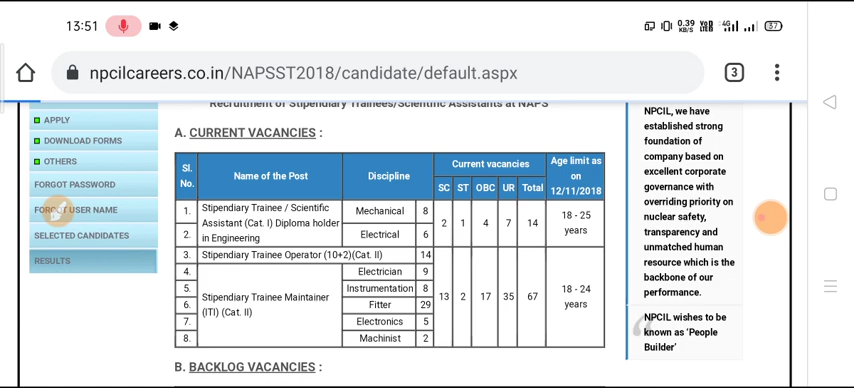 13:51
0.39 KB/S
VoD LTE
4G
37
npcilcareers.co.in/NAPSST2018/candidate/default.aspx
3
APPLY
DOWNLOAD FORMS
OTHERS
FORGOT PASSWORD
FORGOT USER NAME
SELECTED CANDIDATES
RESULTS
Recruitment of Stipendiary Trainees/Scientific Assistants at NAPS
A. CURRENT VACANCIES :
Sl. No. Name of the Post Discipline Current vacancies Age limit as on 12/11/2018
SC ST OBC UR Total
1. Stipendiary Trainee / Scientific Assistant (Cat. I) Diploma holder in Engineering Mechanical 8 2 1 4 7 14 18 - 25 years
2. Electrical 6
3. Stipendiary Trainee Operator (10+2)(Cat. II) 14 13 2 17 35 67 18 - 24 years
4. Stipendiary Trainee Maintainer (ITI) (Cat. II) Electrician 9
5. Instrumentation 8
6. Fitter 29
7. Electronics 5
8. Machinist 2
B. BACKLOG VACANCIES :
NPCIL, we have
established strong
foundation of
company based on
excellent corporate
governance with
overriding priority on
nuclear safety,
transparency and
unmatched human
resource which is the
backbone of our
performance.
NPCIL wishes to be
known as 'People
Builder'